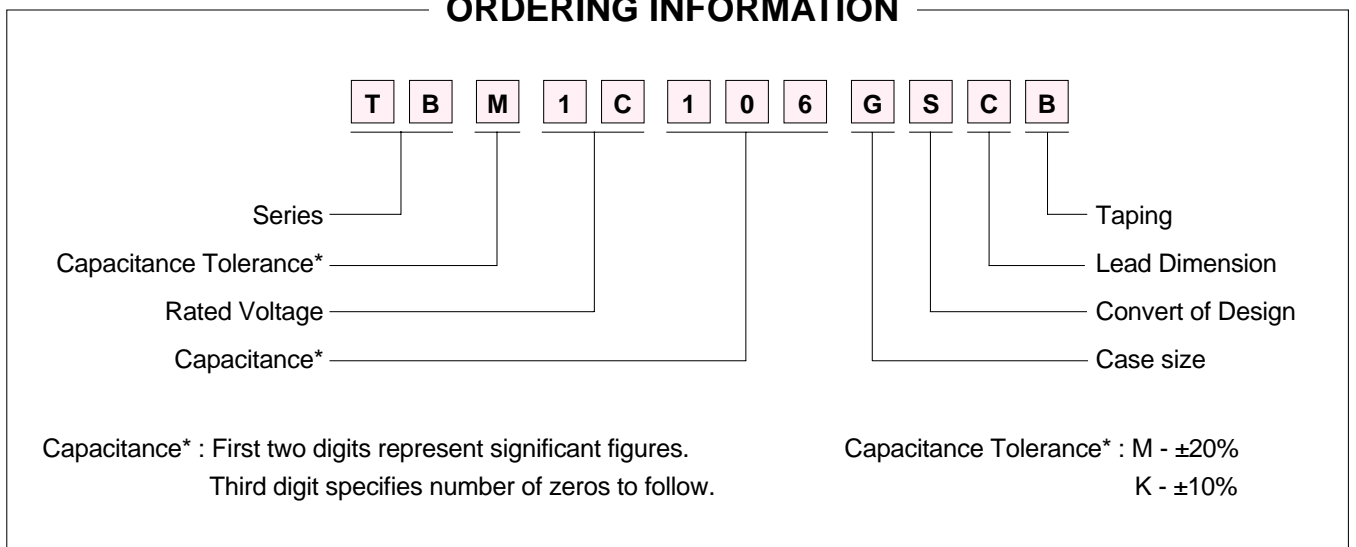 ORDERING INFORMATION
T B M 1 C 1 0 6 G S C B
Series
Taping
Capacitance Tolerance*
Lead Dimension
Rated Voltage
Convert of Design
Capacitance*
Case size
Capacitance* : First two digits represent significant figures.
Capacitance Tolerance* : M - ±20%
Third digit specifies number of zeros to follow.
K - ±10%